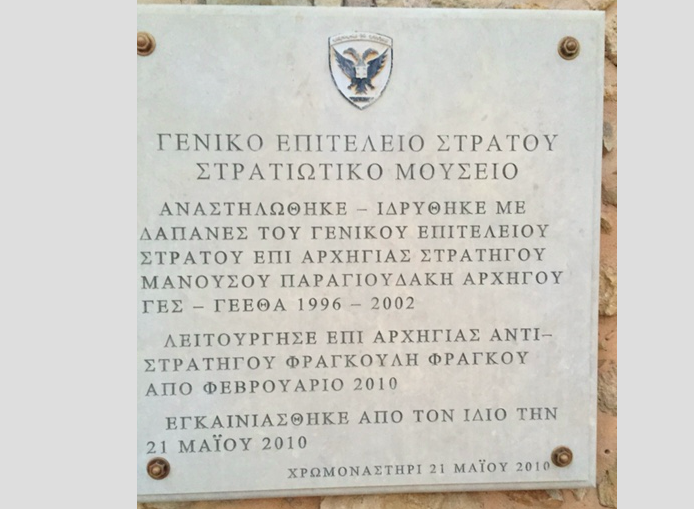 ΓΕΝΙΚΟ ΕΠΙΤΕΛΕΙΟ ΣΤΡΑΤΟΥ
ΣΤΡΑΤΙΩΤΙΚΟ ΜΟΥΣΕΙΟ
ΑΝΑΣΤΗΛΩΘΗΚΕ – ΙΔΡΥΘΗΚΕ ΜΕ
ΔΑΠΑΝΕΣ ΤΟΥ ΓΕΝΙΚΟΥ ΕΠΙΤΕΛΕΙΟΥ
ΣΤΡΑΤΟΥ ΕΠΙ ΑΡΧΗΓΙΑΣ ΣΤΡΑΤΗΓΟΥ
ΜΑΝΟΥΣΟΥ ΠΑΡΑΓΙΟΥΔΑΚΗ ΑΡΧΗΓΟΥ
ΓΕΣ – ΓΕΕΘΑ 1996 – 2002
ΛΕΙΤΟΥΡΓΗΣΕ ΕΠΙ ΑΡΧΗΓΙΑΣ ΑΝΤΙ–
ΣΤΡΑΤΗΓΟΥ ΦΡΑΓΚΟΥΛΗ ΦΡΑΓΚΟΥ
ΑΠΟ ΦΕΒΡΟΥΑΡΙΟ 2010
ΕΓΚΑΙΝΙΑΣΘΗΚΕ ΑΠΟ ΤΟΝ ΙΔΙΟ ΤΗΝ
21 ΜΑΪΟΥ 2010
ΧΡΩΜΟΝΑΣΤΗΡΙ 21 ΜΑΪΟΥ 2010